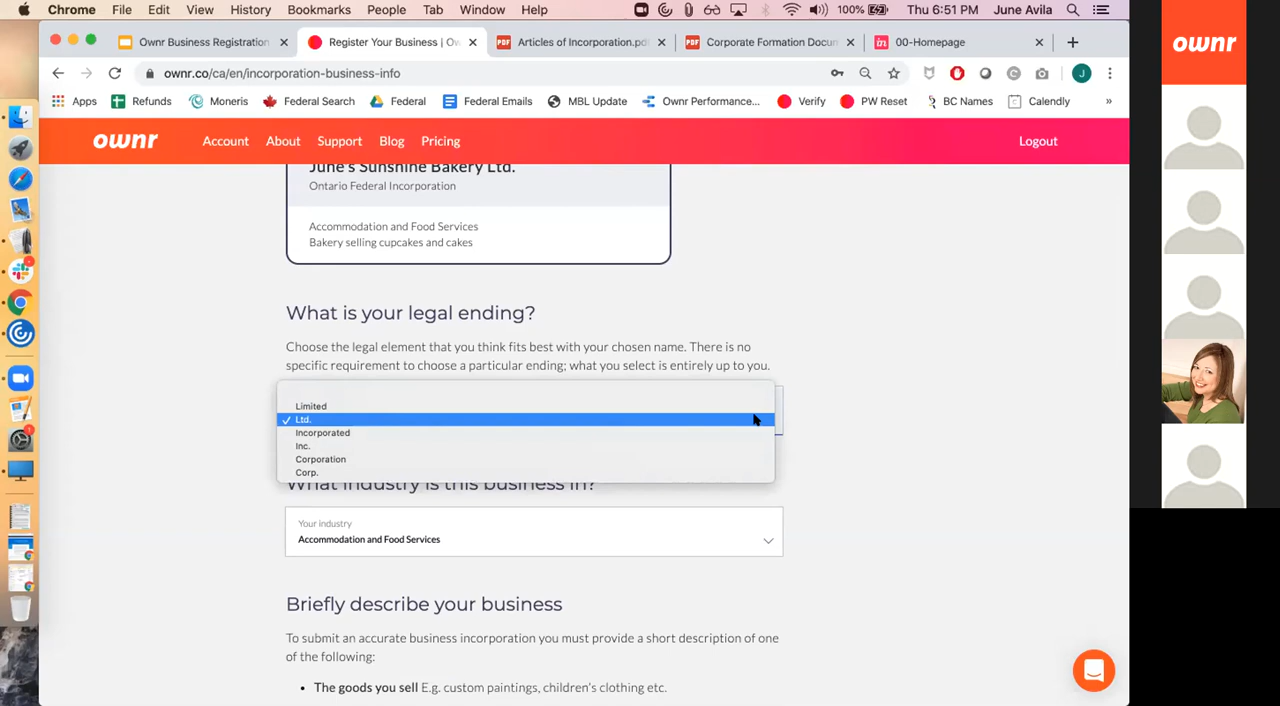 Chrome File Edit View History Bookmarks People Tab Window Help 100% Thu 6:51 PM June Avila
Ownr Business Registration
Register Your Business | Ow
Articles of Incorporation.pdf
Corporate Formation Docum
00-Homepage
ownr.co/ca/en/incorporation-business-info
J
Apps Refunds Moneris Federal Search Federal Federal Emails MBL Update Ownr Performance... Verify PW Reset BC Names Calendly »
ownr Account About Support Blog Pricing Logout
June's Sunshine Bakery Ltd.
Ontario Federal Incorporation
Accommodation and Food Services
Bakery selling cupcakes and cakes
What is your legal ending?
Choose the legal element that you think fits best with your chosen name. There is no
specific requirement to choose a particular ending; what you select is entirely up to you.
Limited
✓ Ltd.
Incorporated
Inc.
Corporation
Corp.
What industry is this business in?
Your industry
Accommodation and Food Services
Briefly describe your business
To submit an accurate business incorporation you must provide a short description of one
of the following:
• The goods you sell E.g. custom paintings, children's clothing etc.
ownr